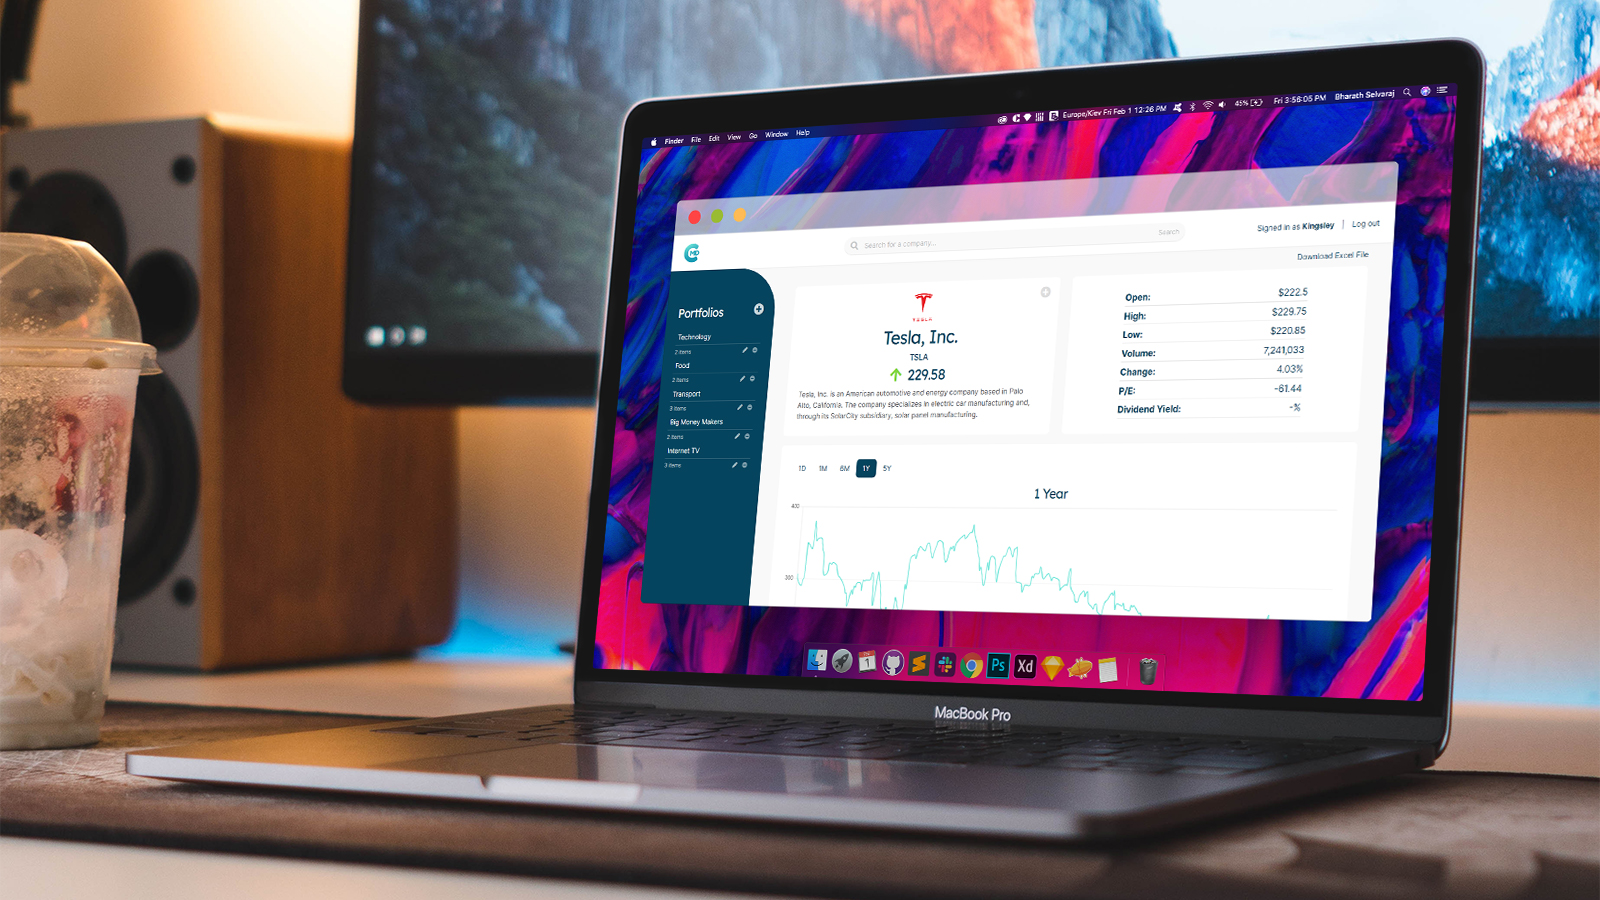 Finder File Edit View Go Window Help
Europe/Kiev Fri Feb 1 12:26 PM 45% Fri 3:56:05 PM Bharath Selvaraj
MD
Search for a company...
Search
Signed in as Kingsley | Log out
Download Excel File
Portfolios
Technology
2 items
Food
2 items
Transport
3 items
Big Money Makers
2 items
Internet TV
3 items
TESLA
Tesla, Inc.
TSLA
229.58
Tesla, Inc. is an American automotive and energy company based in Palo
Alto, California. The company specializes in electric car manufacturing and,
through its SolarCity subsidiary, solar panel manufacturing.
Open: $222.5
High: $229.75
Low: $220.85
Volume: 7,241,033
Change: 4.03%
P/E: -61.44
Dividend Yield: -%
1D 1M 6M 1Y 5Y
1 Year
400
380
1
Ps
Xd
MacBook Pro